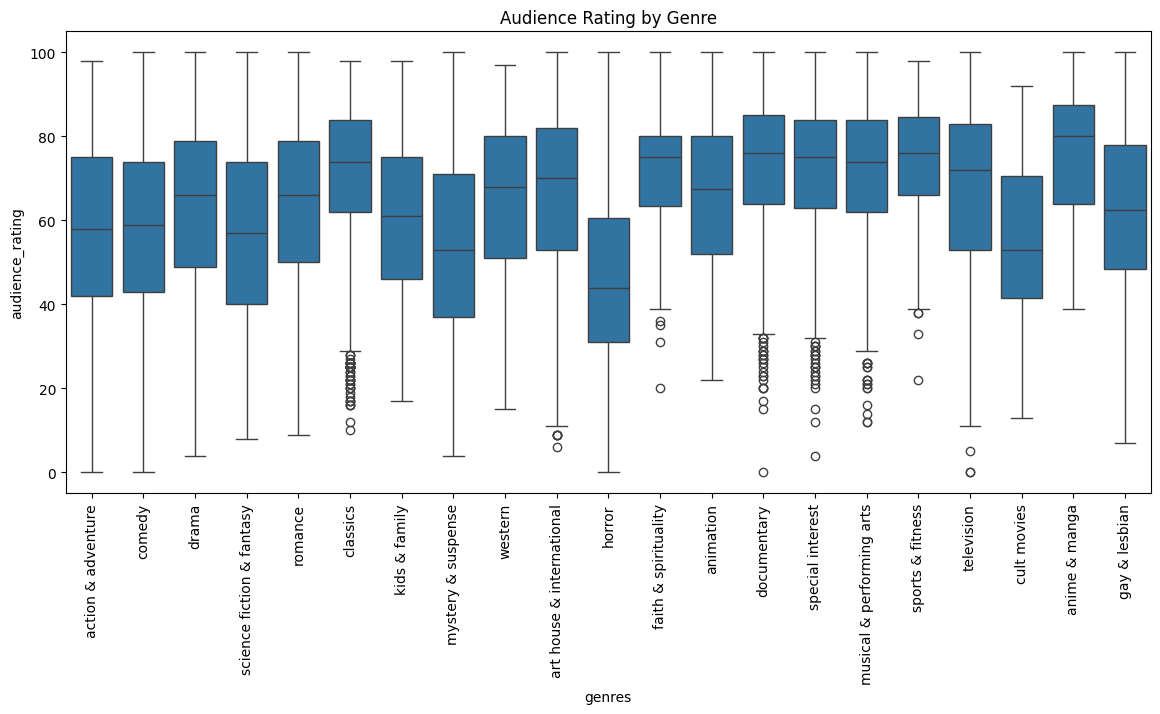 Audience Rating by Genre
audience_rating
100
80
60
40
20
0
action & adventure
comedy
drama
science fiction & fantasy
romance
classics
kids & family
mystery & suspense
western
art house & international
horror
faith & spirituality
animation
documentary
special interest
musical & performing arts
sports & fitness
television
cult movies
anime & manga
gay & lesbian
genres